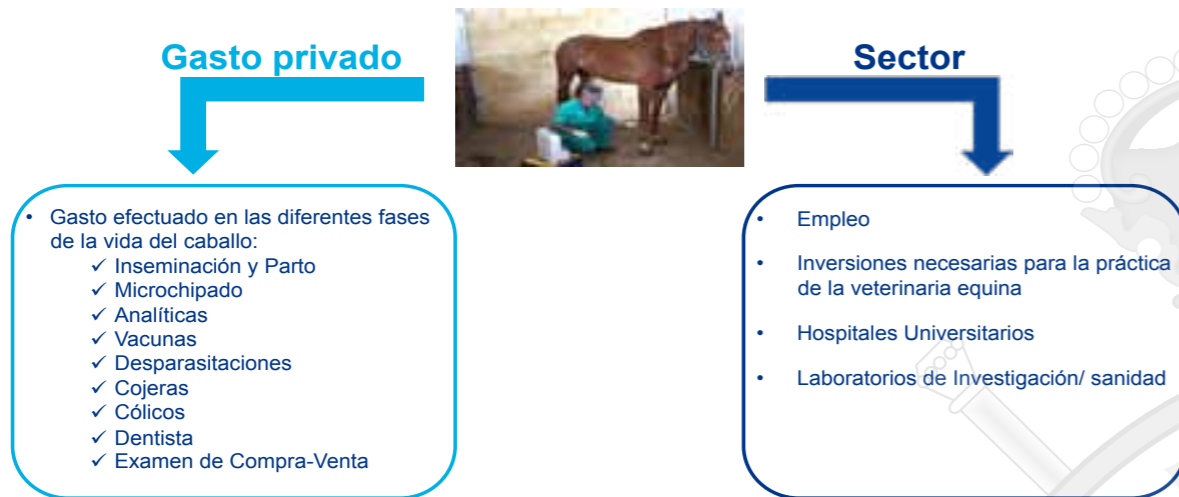 Gasto privado
Sector
• Gasto efectuado en las diferentes fases
de la vida del caballo:
✓ Inseminación y Parto
✓ Microchipado
✓ Analíticas
✓ Vacunas
✓ Desparasitaciones
✓ Cojeras
✓ Cólicos
✓ Dentista
✓ Examen de Compra-Venta
• Empleo
• Inversiones necesarias para la práctica
de la veterinaria equina
• Hospitales Universitarios
• Laboratorios de Investigación/ sanidad